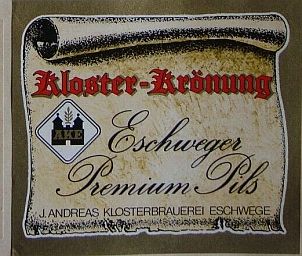 Kloster-Krönung
AKE
Eschweger
Premium Pils
J. ANDREAS KLOSTERBRAUEREI ESCHWEGE